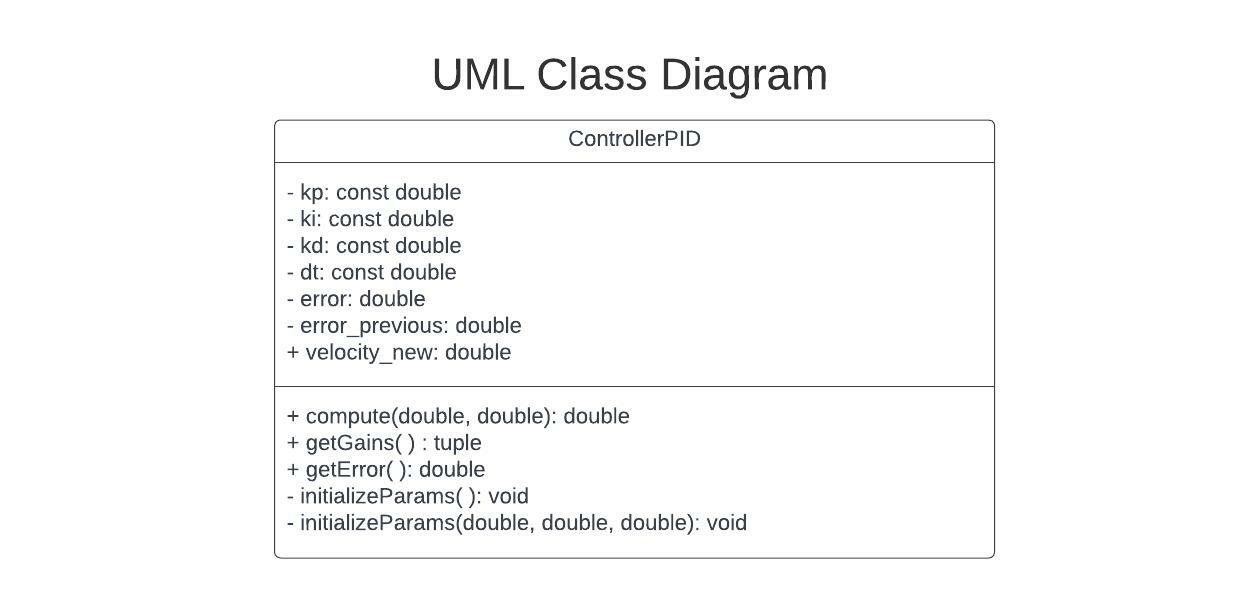 UML Class Diagram
ControllerPID
- kp: const double
- ki: const double
- kd: const double
- dt: const double
- error: double
- error_previous: double
+ velocity_new: double
+ compute(double, double): double
+ getGains( ) : tuple
+ getError( ): double
- initializeParams( ): void
- initializeParams(double, double, double): void